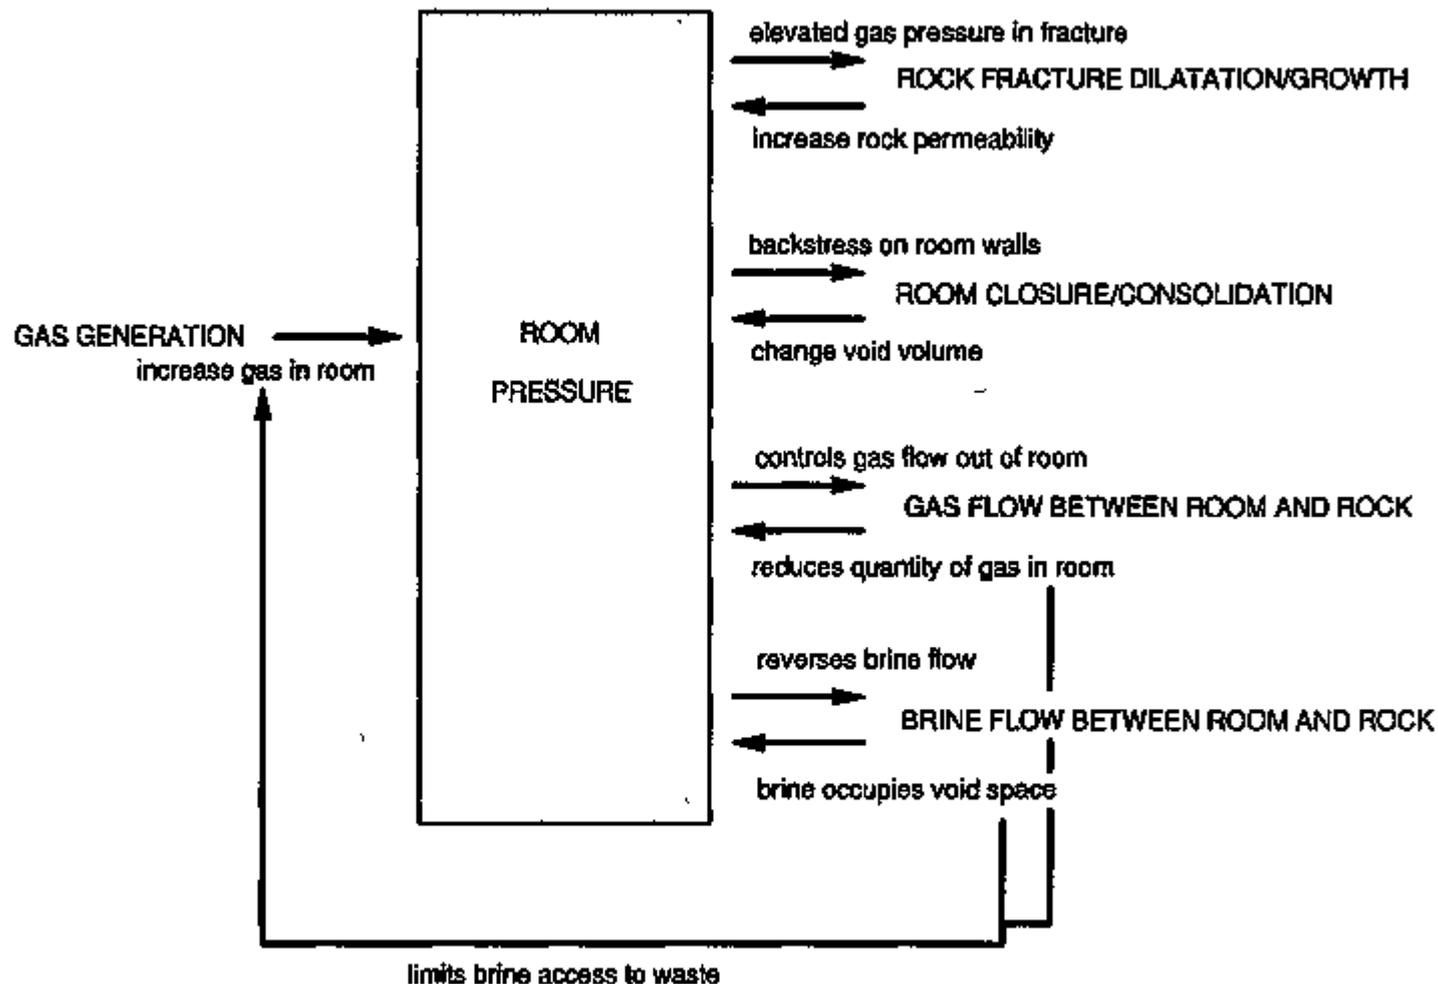 elevated gas pressure in fracture
ROCK FRACTURE DILATATION/GROWTH
increase rock permeability
backstress on room walls
ROOM CLOSURE/CONSOLIDATION
change void volume
GAS GENERATION
increase gas in room
ROOM
PRESSURE
controls gas flow out of room
GAS FLOW BETWEEN ROOM AND ROCK
reduces quantity of gas in room
reverses brine flow
BRINE FLOW BETWEEN ROOM AND ROCK
brine occupies void space
limits brine access to waste